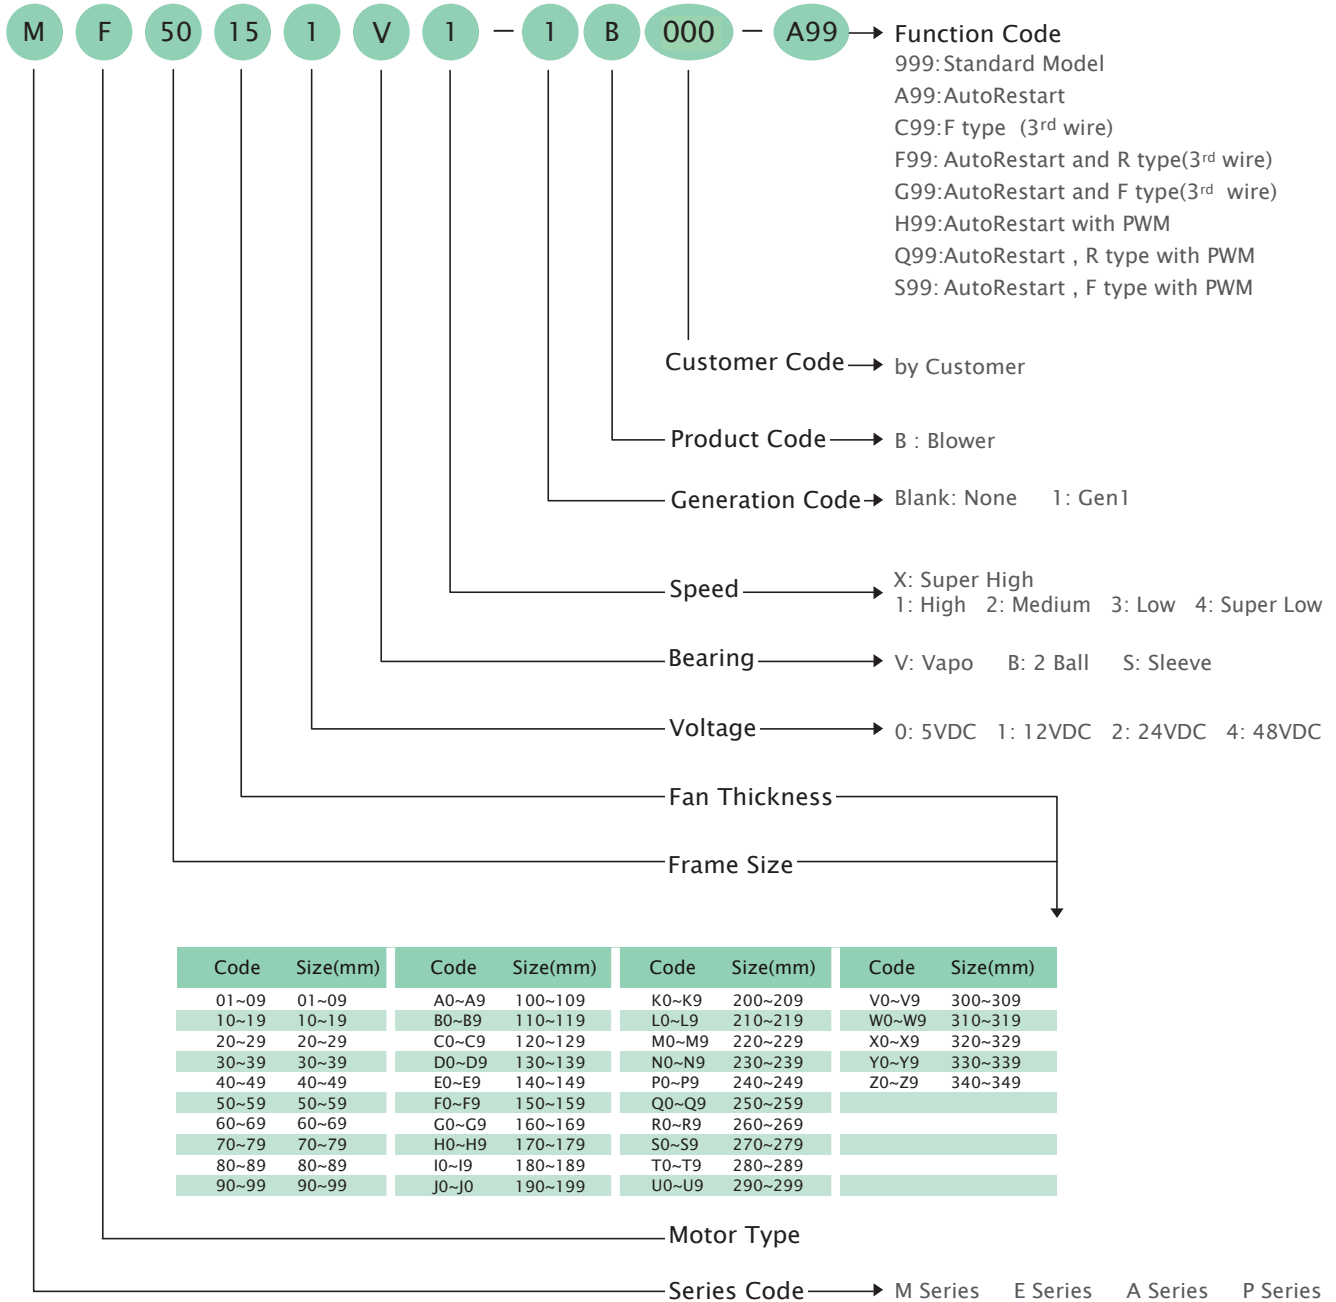 M F 50 15 1 V 1 – 1 B 000 – A99
Function Code
999:Standard Model
A99:AutoRestart
C99:F type (3rd wire)
F99: AutoRestart and R type(3rd wire)
G99:AutoRestart and F type(3rd wire)
H99:AutoRestart with PWM
Q99:AutoRestart , R type with PWM
S99: AutoRestart , F type with PWM
Customer Code by Customer
Product Code B : Blower
Generation Code Blank: None 1: Gen1
Speed X: Super High
1: High 2: Medium 3: Low 4: Super Low
Bearing V: Vapo B: 2 Ball S: Sleeve
Voltage 0: 5VDC 1: 12VDC 2: 24VDC 4: 48VDC
Fan Thickness
Frame Size
Code Size(mm) Code Size(mm) Code Size(mm) Code Size(mm)
01~09 01~09 A0~A9 100~109 K0~K9 200~209 V0~V9 300~309
10~19 10~19 B0~B9 110~119 L0~L9 210~219 W0~W9 310~319
20~29 20~29 C0~C9 120~129 M0~M9 220~229 X0~X9 320~329
30~39 30~39 D0~D9 130~139 N0~N9 230~239 Y0~Y9 330~339
40~49 40~49 E0~E9 140~149 P0~P9 240~249 Z0~Z9 340~349
50~59 50~59 F0~F9 150~159 Q0~Q9 250~259
60~69 60~69 G0~G9 160~169 R0~R9 260~269
70~79 70~79 H0~H9 170~179 S0~S9 270~279
80~89 80~89 I0~I9 180~189 T0~T9 280~289
90~99 90~99 J0~J0 190~199 U0~U9 290~299
Motor Type
Series Code M Series E Series A Series P Series